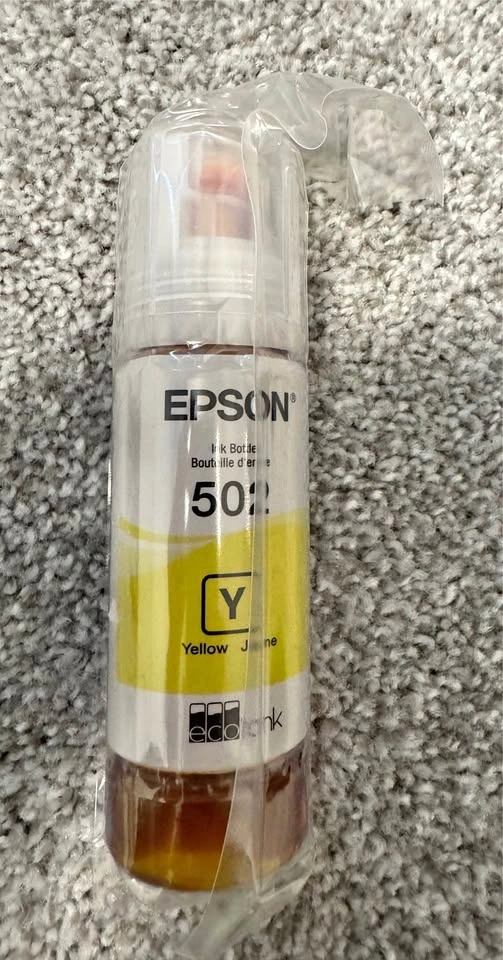 EPSON®
Ink Bottle
Bouteille d'encre
502
Y
Yellow Jaune
ecotank